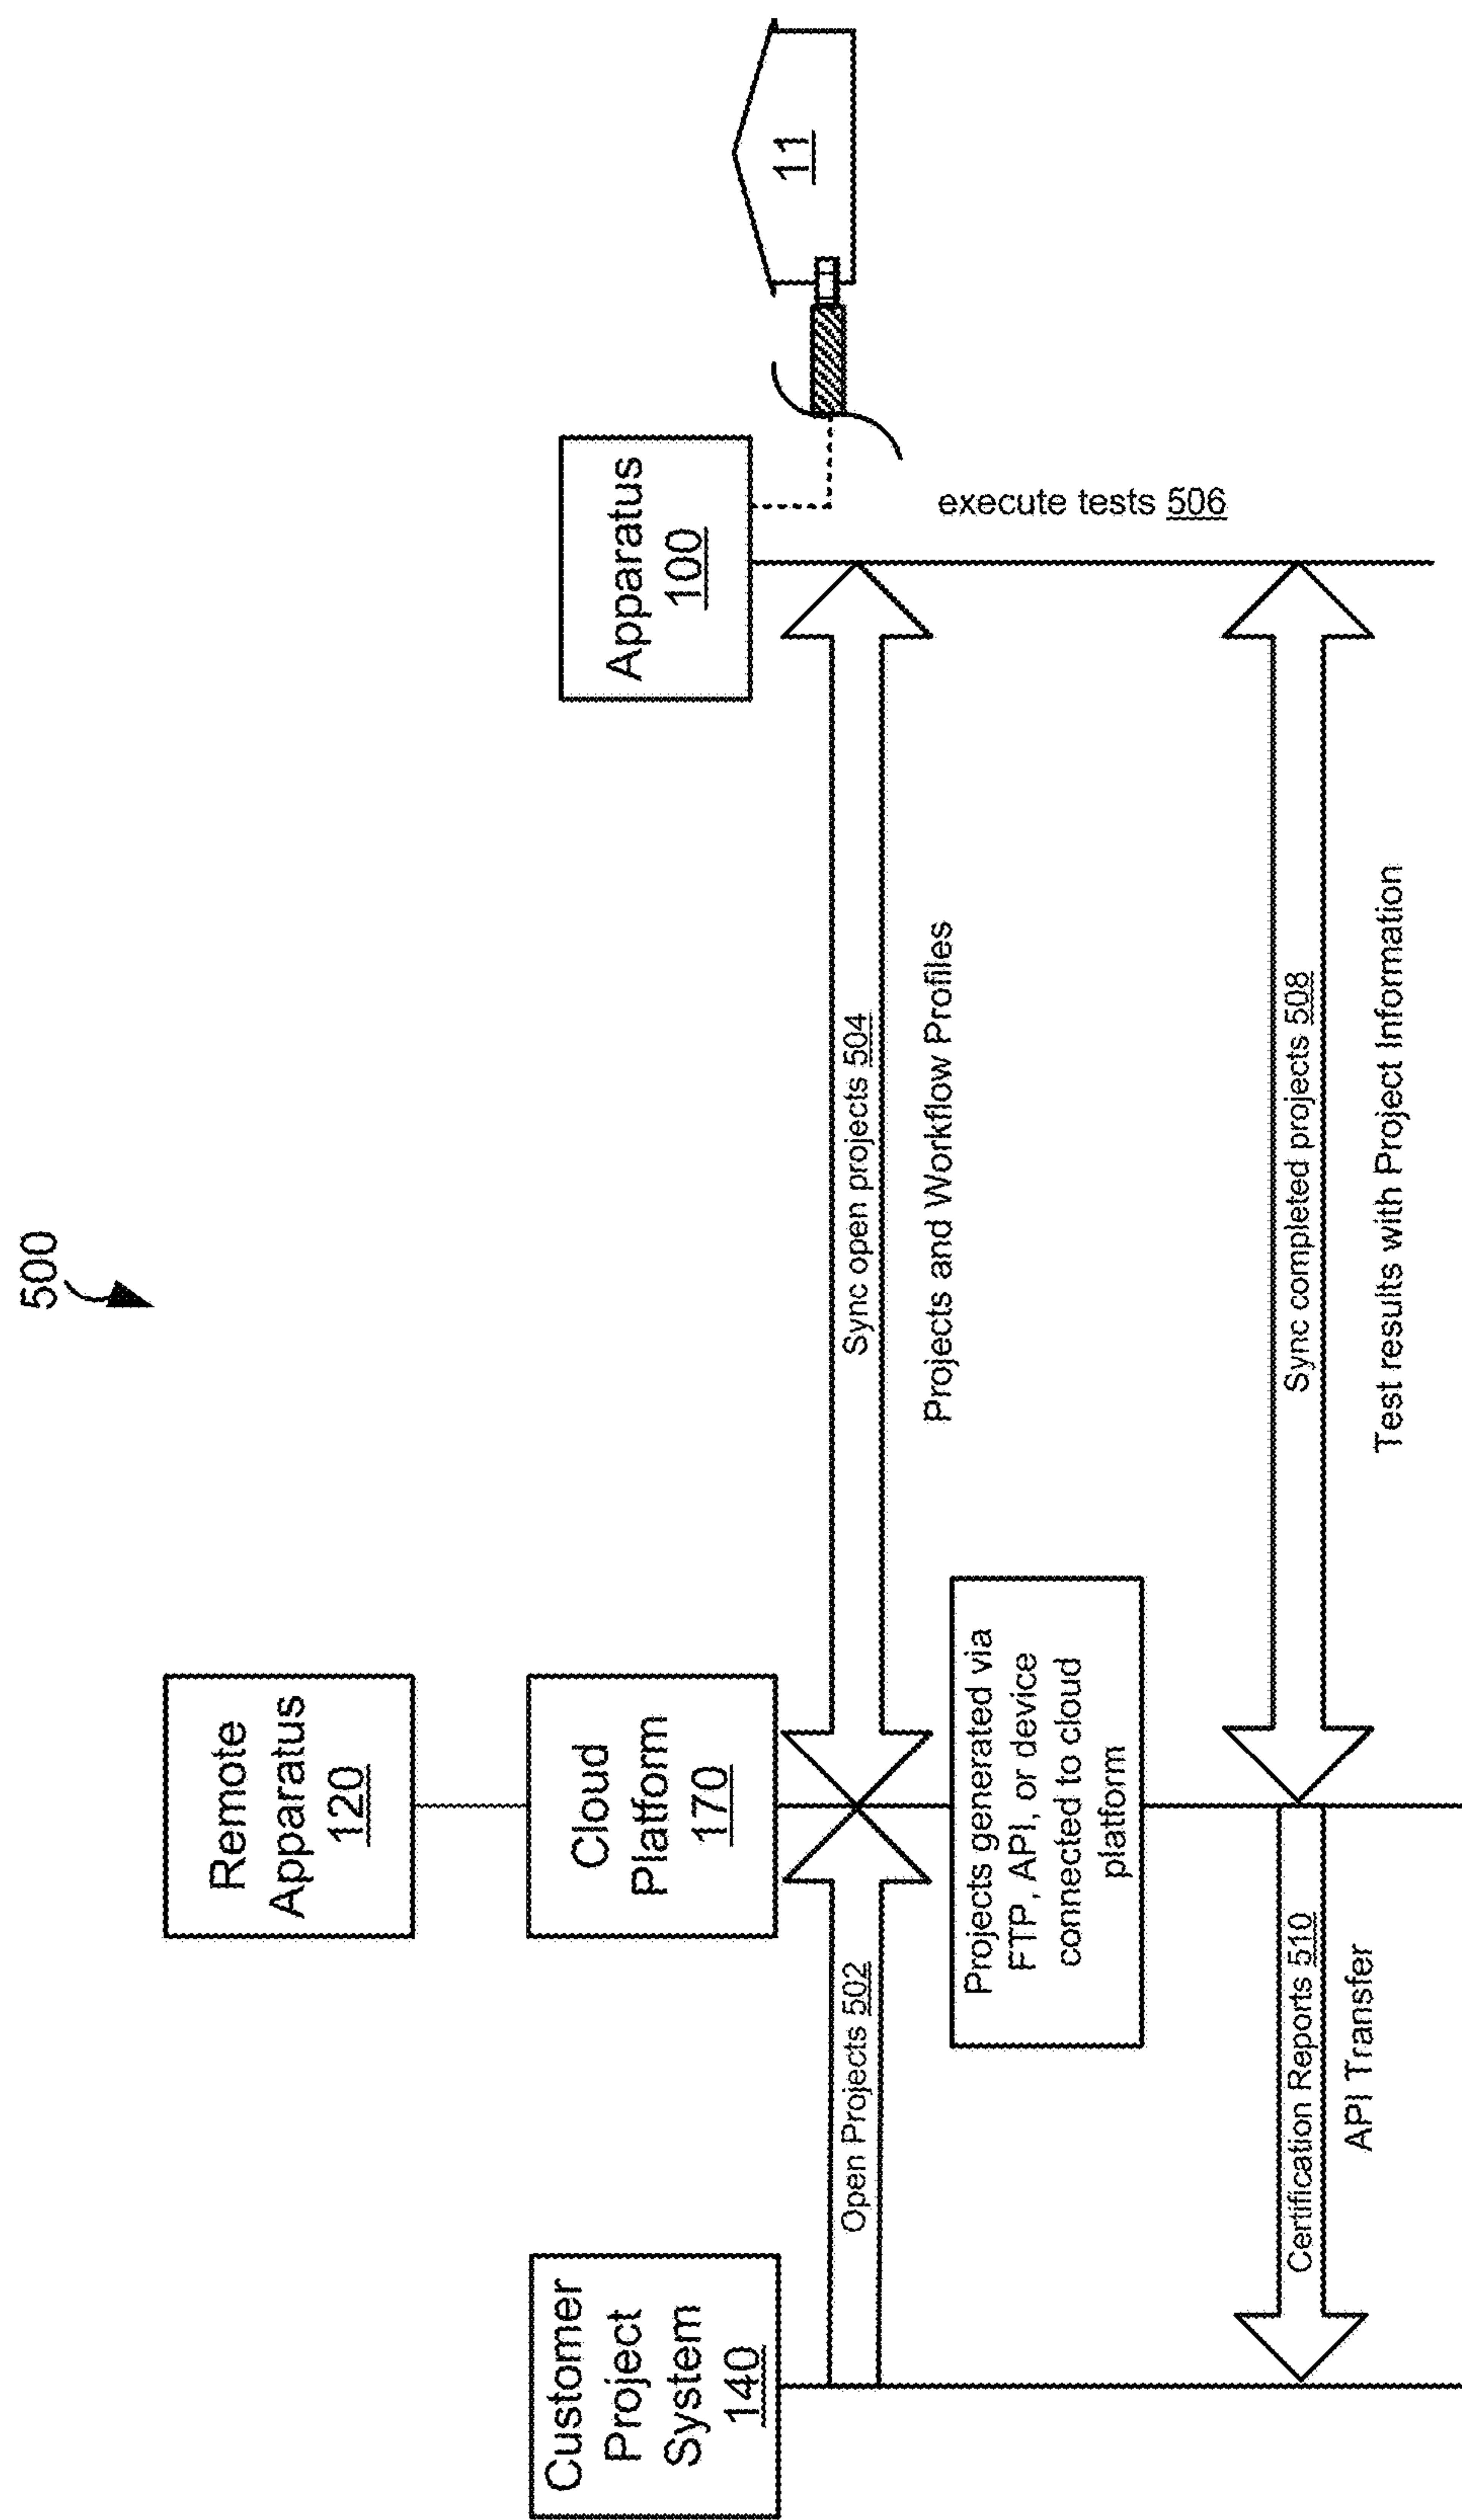 500
Remote
Apparatus
120
Customer
Project
System
140
Cloud
Platform
170
Apparatus
100
11
Open Projects 502
Sync open projects 504
Projects and Workflow Profiles
execute tests 506
Projects generated via
FTP, API, or device
connected to cloud
platform
Certification Reports 510
API Transfer
Sync completed projects 508
Test results with Project Information